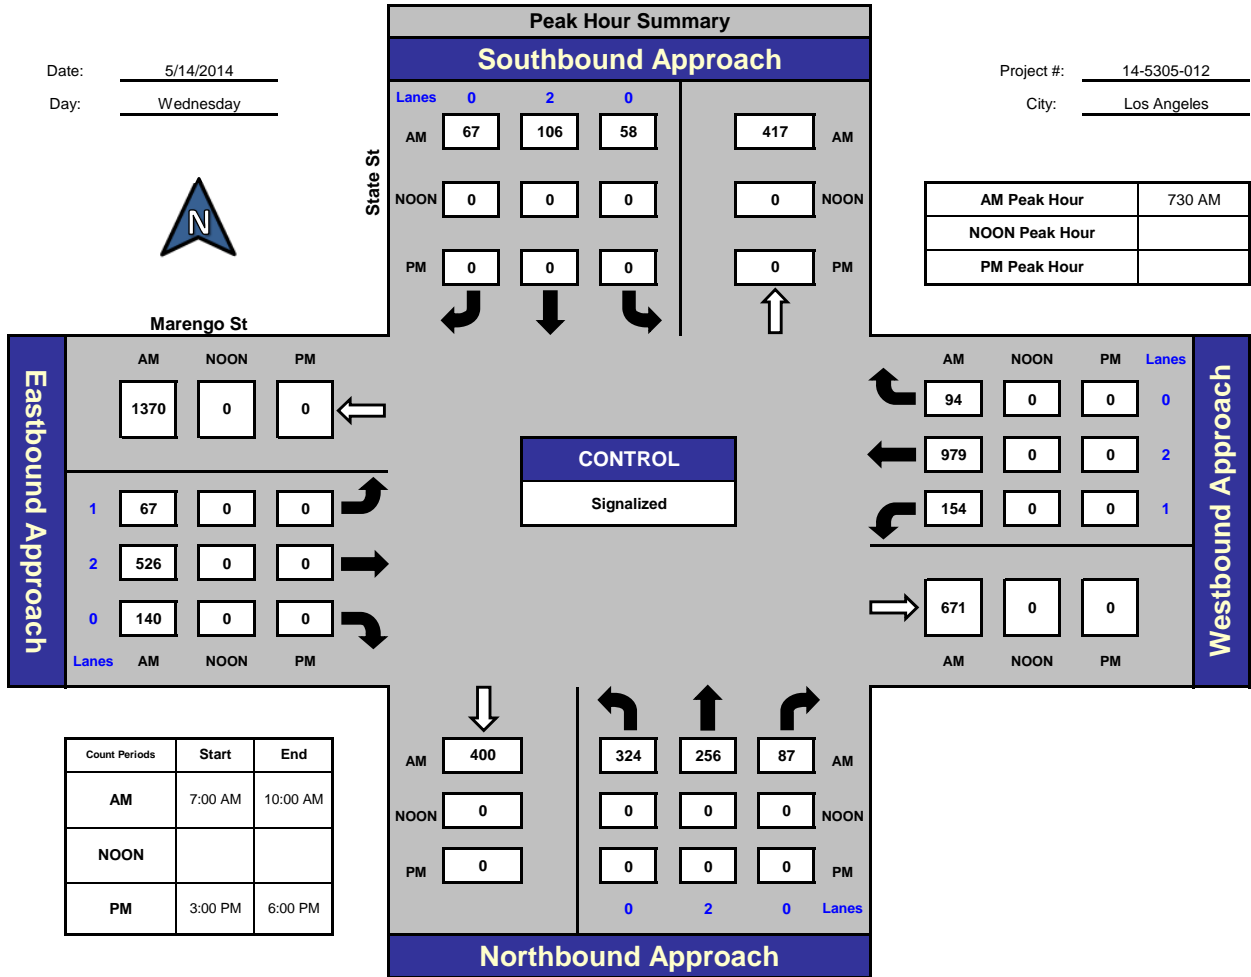 Peak Hour Summary
Southbound Approach
Date: 5/14/2014
Day: Wednesday
Project #: 14-5305-012
City: Los Angeles
N
State St
Lanes 0 2 0
AM 67 106 58 417 AM
NOON 0 0 0 0 NOON
PM 0 0 0 0 PM
AM Peak Hour 730 AM
NOON Peak Hour
PM Peak Hour
Marengo St
Eastbound Approach
AM NOON PM
1370 0 0
1 67 0 0
2 526 0 0
0 140 0 0
Lanes AM NOON PM
CONTROL
Signalized
AM NOON PM Lanes
94 0 0 0
979 0 0 2
154 0 0 1
671 0 0
AM NOON PM
Westbound Approach
Count Periods Start End
AM 7:00 AM 10:00 AM
NOON
PM 3:00 PM 6:00 PM
AM 400 324 256 87 AM
NOON 0 0 0 0 NOON
PM 0 0 0 0 PM
0 2 0 Lanes
Northbound Approach